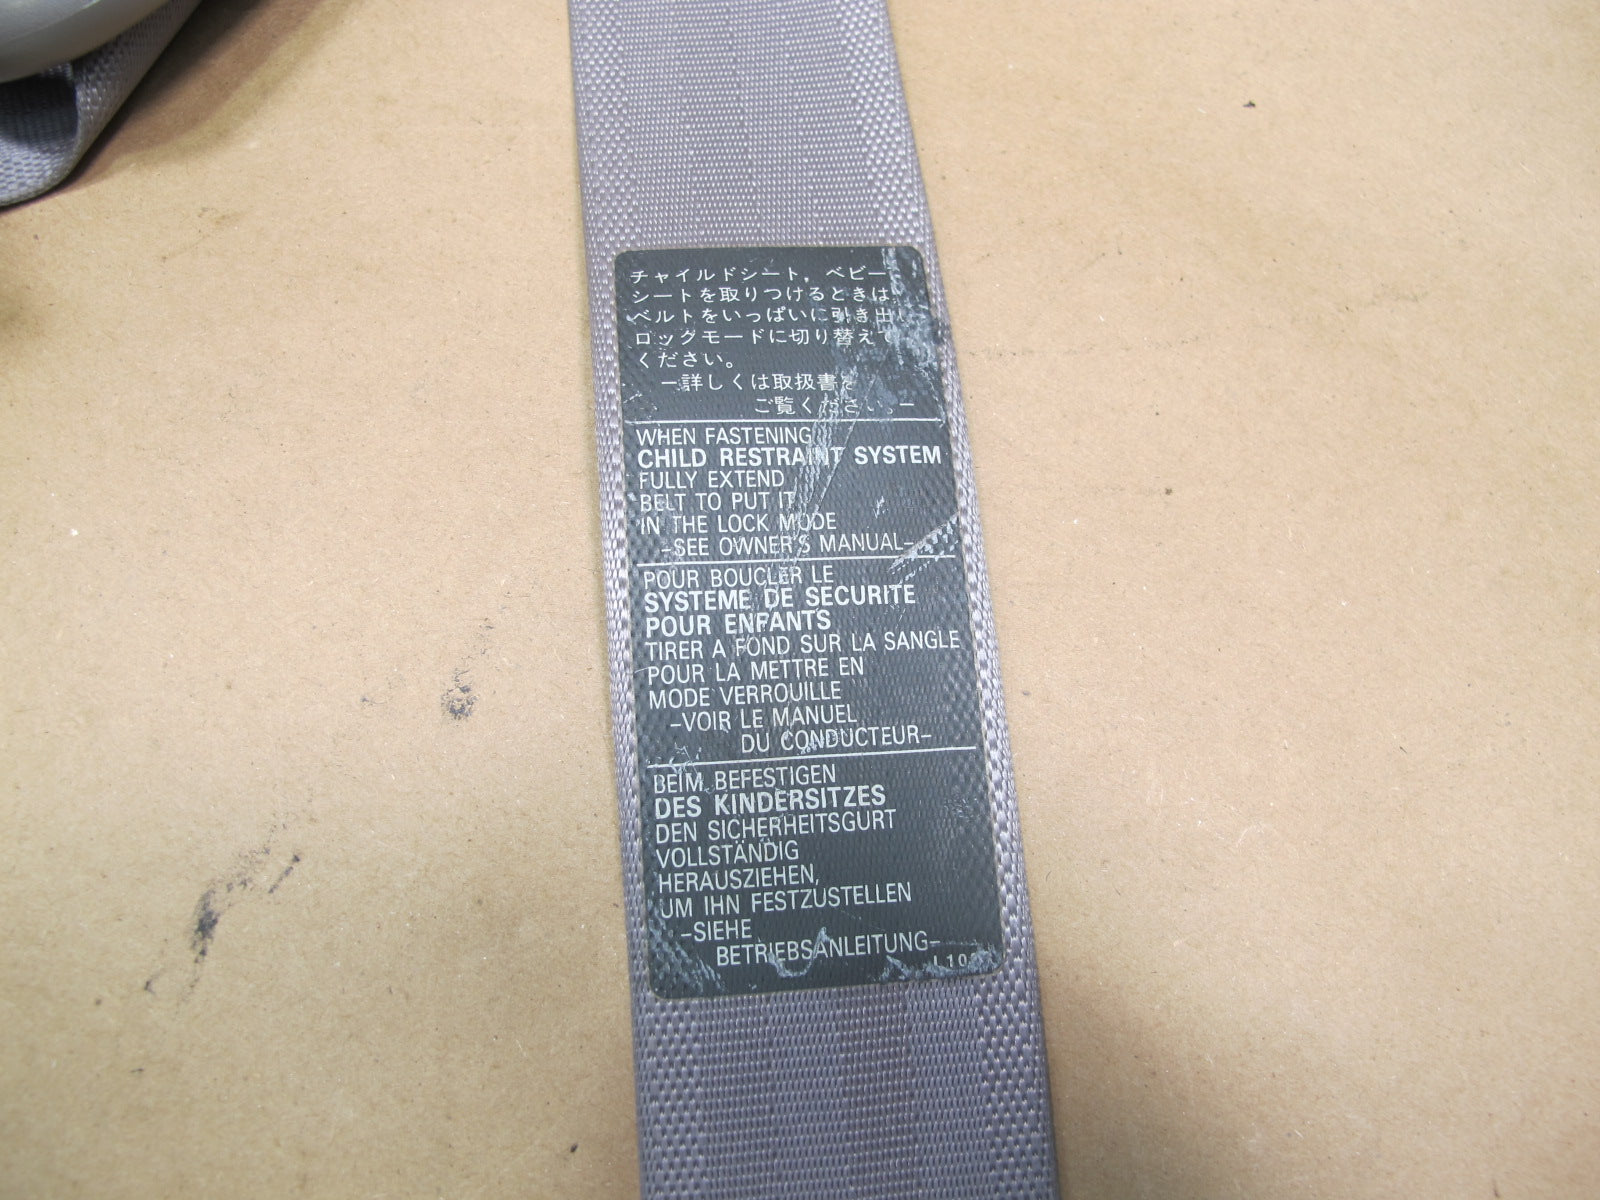 チャイルドシート，ベビー
シートを取りつけるときは，
ベルトをいっぱいに引き出し
ロックモードに切り替えて
ください。
―詳しくは取扱書を
ご覧ください。―
WHEN FASTENING
CHILD RESTRAINT SYSTEM
FULLY EXTEND
BELT TO PUT IT
IN THE LOCK MODE
-SEE OWNER'S MANUAL-
POUR BOUCLER LE
SYSTEME DE SECURITE
POUR ENFANTS
TIRER A FOND SUR LA SANGLE
POUR LA METTRE EN
MODE VERROUILLE
-VOIR LE MANUEL
DU CONDUCTEUR-
BEIM BEFESTIGEN
DES KINDERSITZES
DEN SICHERHEITSGURT
VOLLSTÄNDIG
HERAUSZIEHEN,
UM IHN FESTZUSTELLEN
-SIEHE
BETRIEBSANLEITUNG-